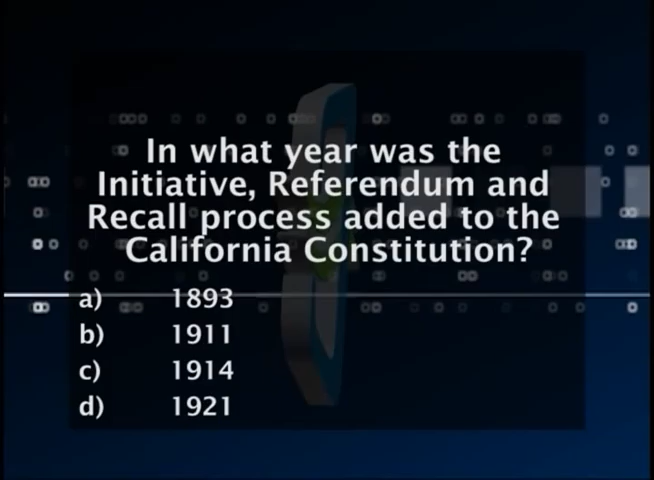 In what year was the
Initiative, Referendum and
Recall process added to the
California Constitution?
a) 1893
b) 1911
c) 1914
d) 1921